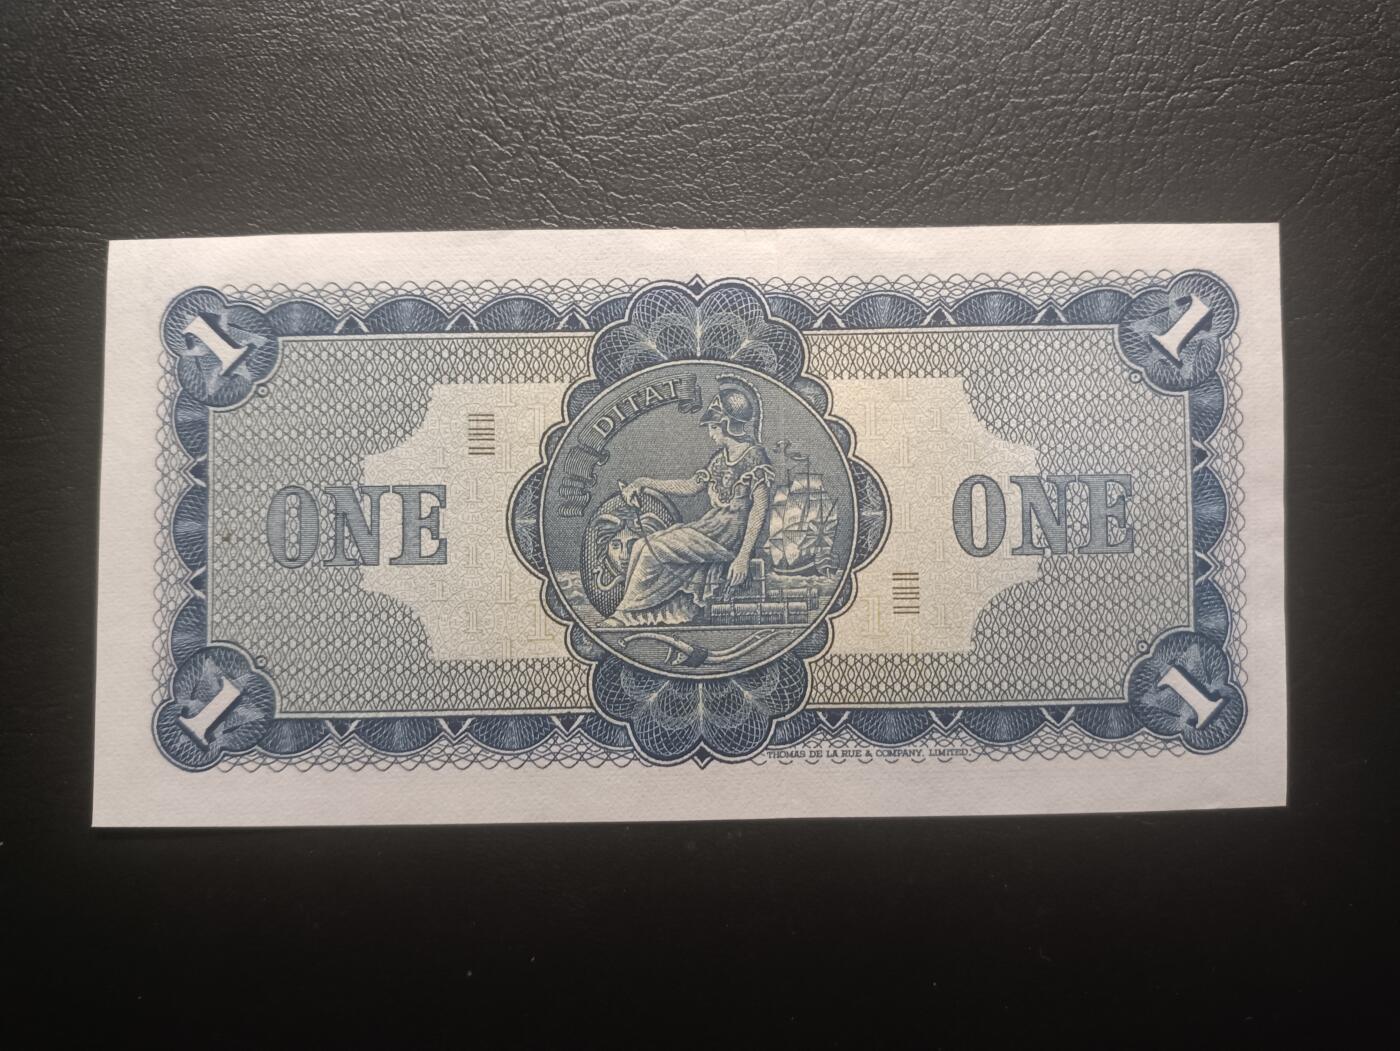 1 1
DITAT
ONE ONE
1 1
THOMAS DE LA RUE & COMPANY, LIMITED.